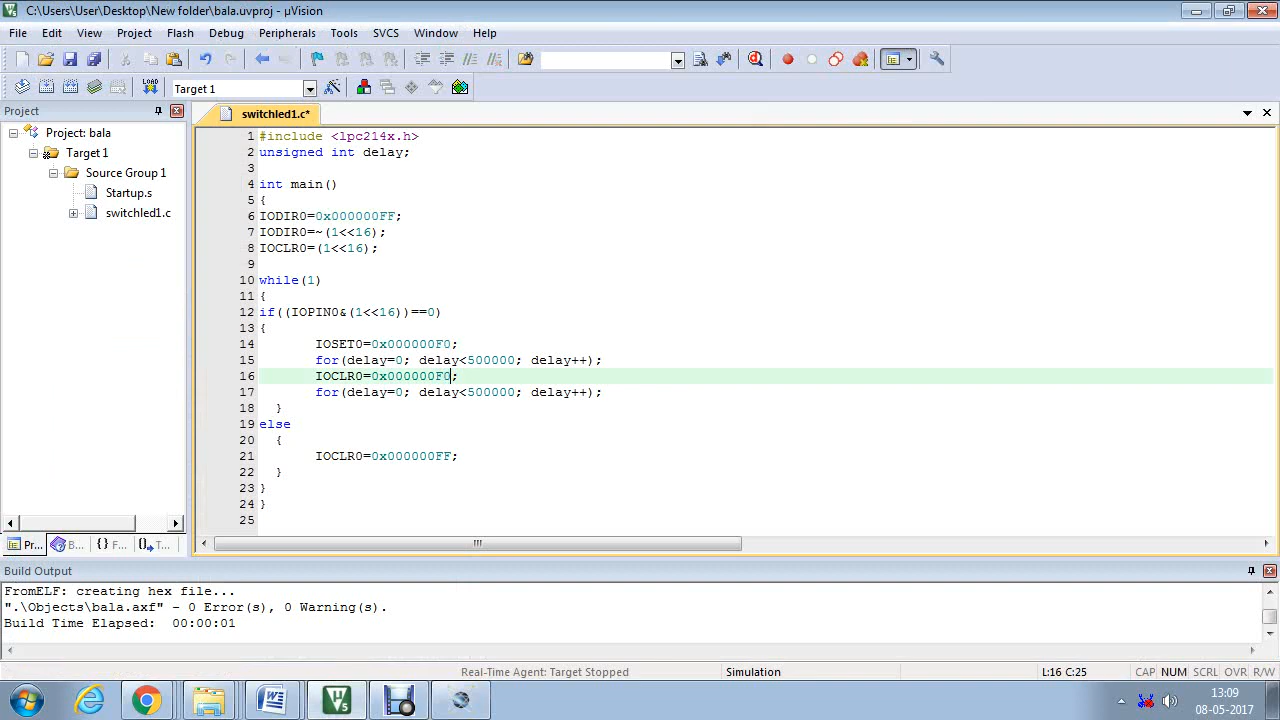 C:\Users\User\Desktop\New folder\bala.uvproj - µVision
File Edit View Project Flash Debug Peripherals Tools SVCS Window Help
LOAD Target 1
Project
switchled1.c*
Project: bala
Target 1
Source Group 1
Startup.s
switchled1.c
1 #include <lpc214x.h>
2 unsigned int delay;
3
4 int main()
5 {
6 IODIR0=0x000000FF;
7 IODIR0=~(1<<16);
8 IOCLR0=(1<<16);
9
10 while(1)
11 {
12 if((IOPIN0&(1<<16))==0)
13 {
14 IOSET0=0x000000F0;
15 for(delay=0; delay<500000; delay++);
16 IOCLR0=0x000000F0;
17 for(delay=0; delay<500000; delay++);
18 }
19 else
20 {
21 IOCLR0=0x000000FF;
22 }
23 }
24 }
25
Pr... B... {} F... T...
Build Output
FromELF: creating hex file...
".\Objects\bala.axf" - 0 Error(s), 0 Warning(s).
Build Time Elapsed: 00:00:01
Real-Time Agent: Target Stopped Simulation L:16 C:25 CAP NUM SCRL OVR R/W
13:09
08-05-2017